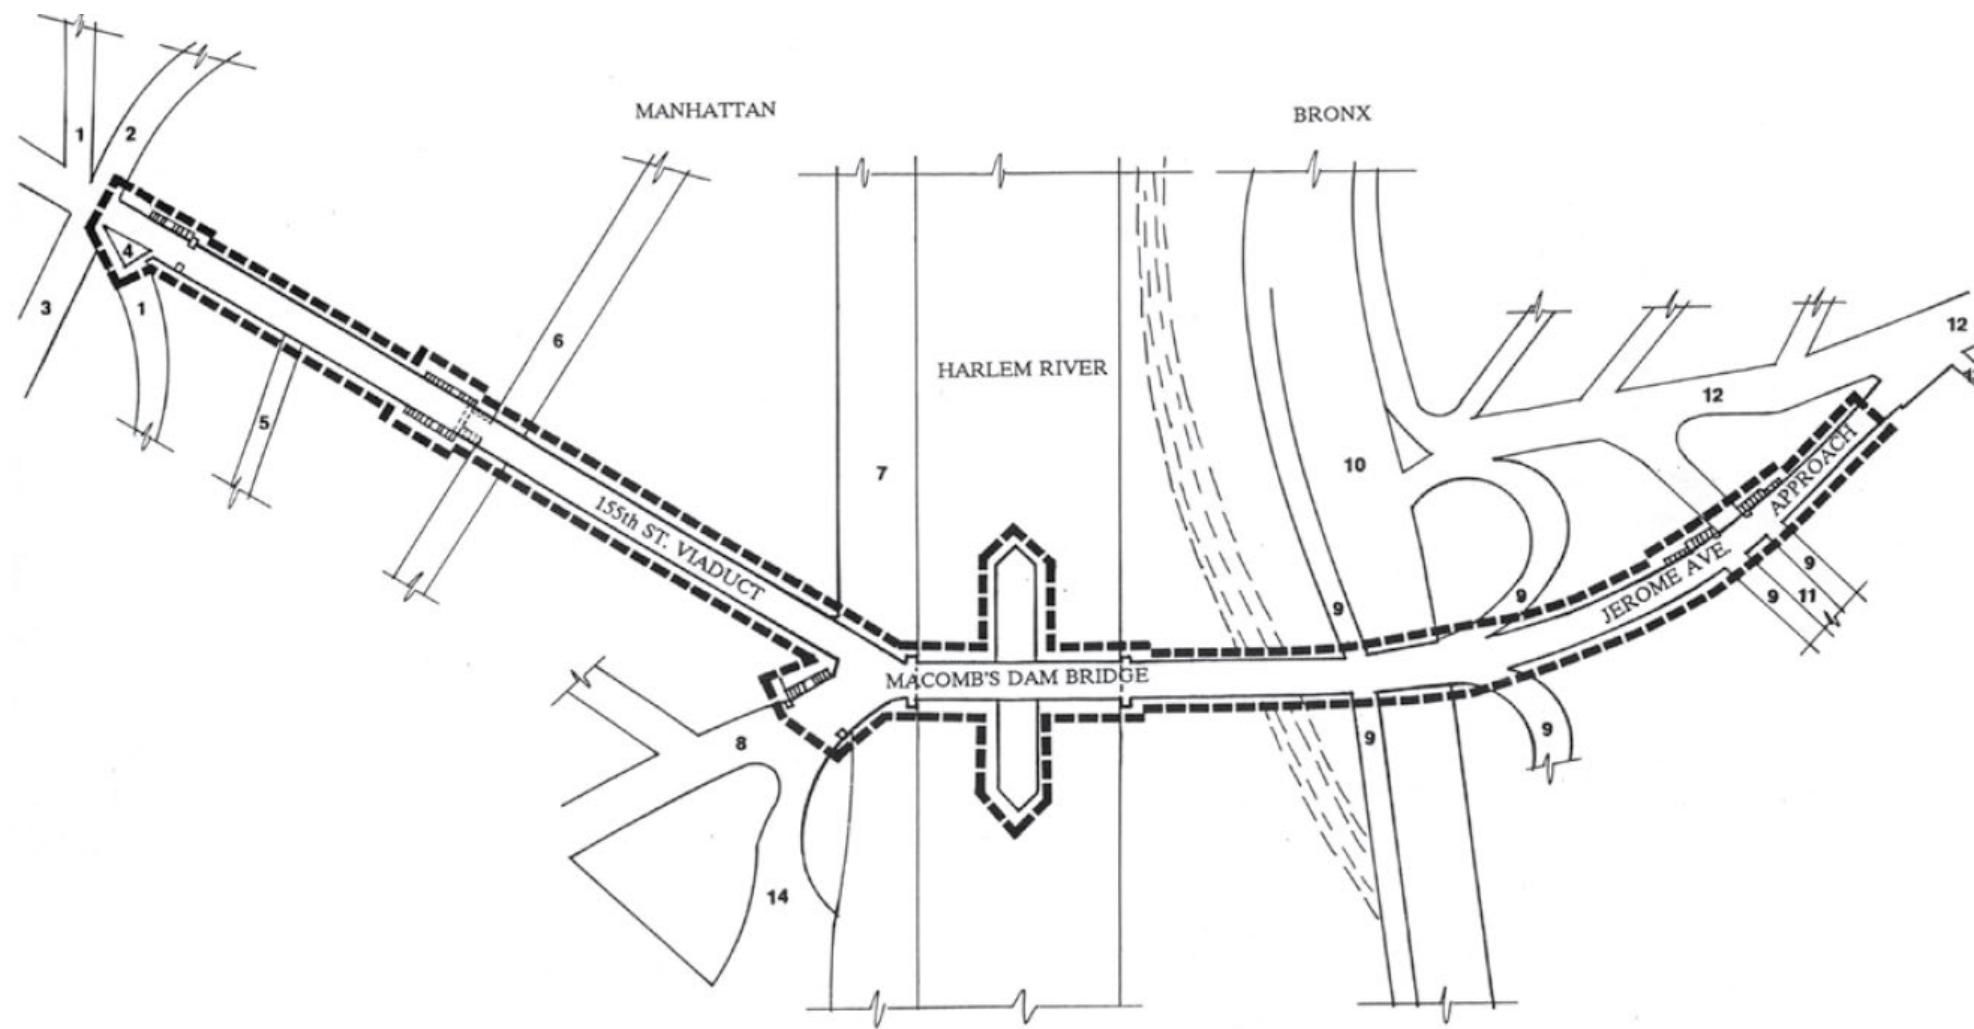 MANHATTAN
BRONX
1
2
4
3
1
5
6
7
HARLEM RIVER
10
12
12
155th ST. VIADUCT
MACOMB'S DAM BRIDGE
JEROME AVE.
APPROACH
9
9
9
9
11
8
9
9
14